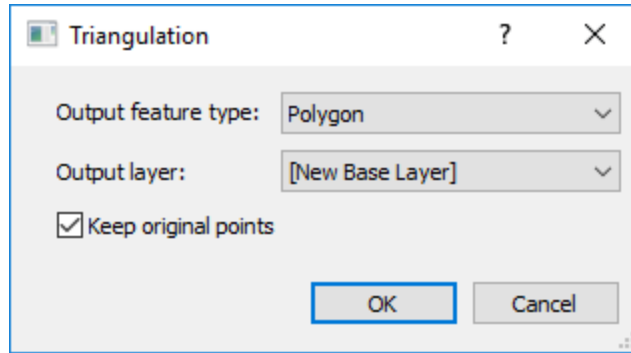 Triangulation ?
Output feature type: Polygon
Output layer: [New Base Layer]
Keep original points
OK Cancel